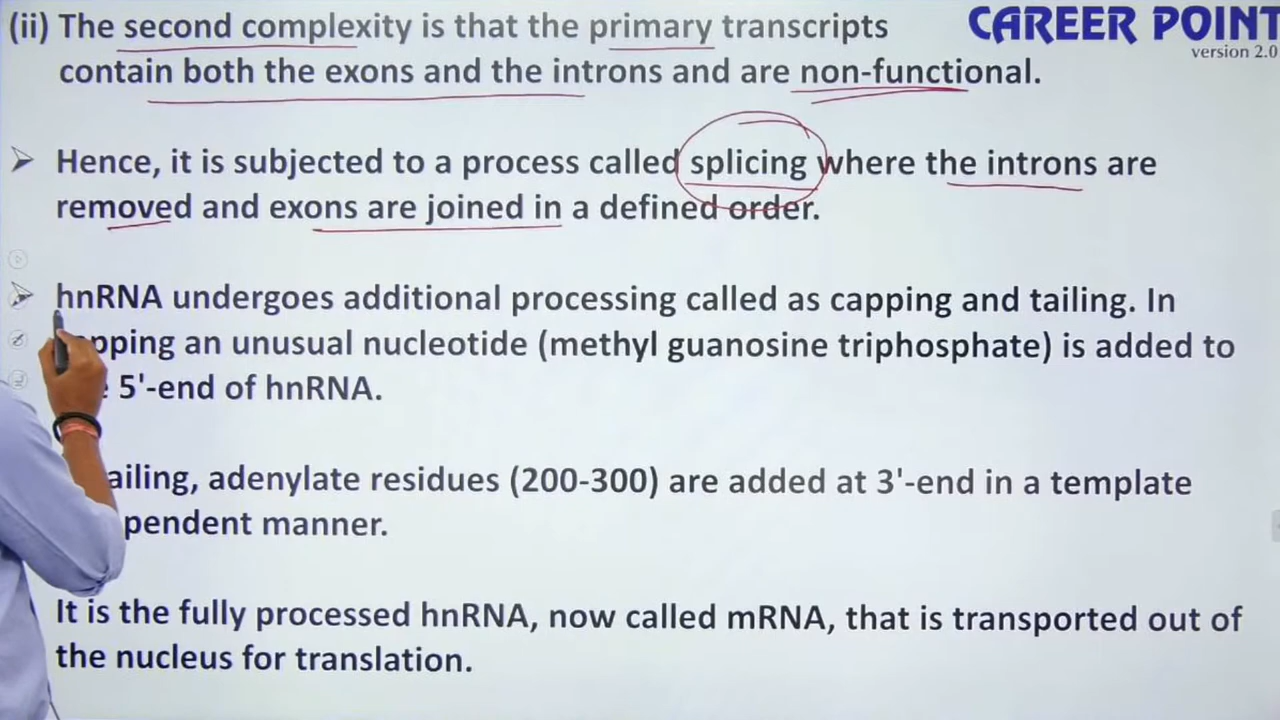 (ii) The second complexity is that the primary transcripts
CAREER POINT
version 2.0
contain both the exons and the introns and are non-functional.
Hence, it is subjected to a process called splicing where the introns are
removed and exons are joined in a defined order.
hnRNA undergoes additional processing called as capping and tailing. In
an unusual nucleotide (methyl guanosine triphosphate) is added to
5'-end of hnRNA.
adenylate residues (200-300) are added at 3'-end in a template
manner.
It is the fully processed hnRNA, now called mRNA, that is transported out of
the nucleus for translation.